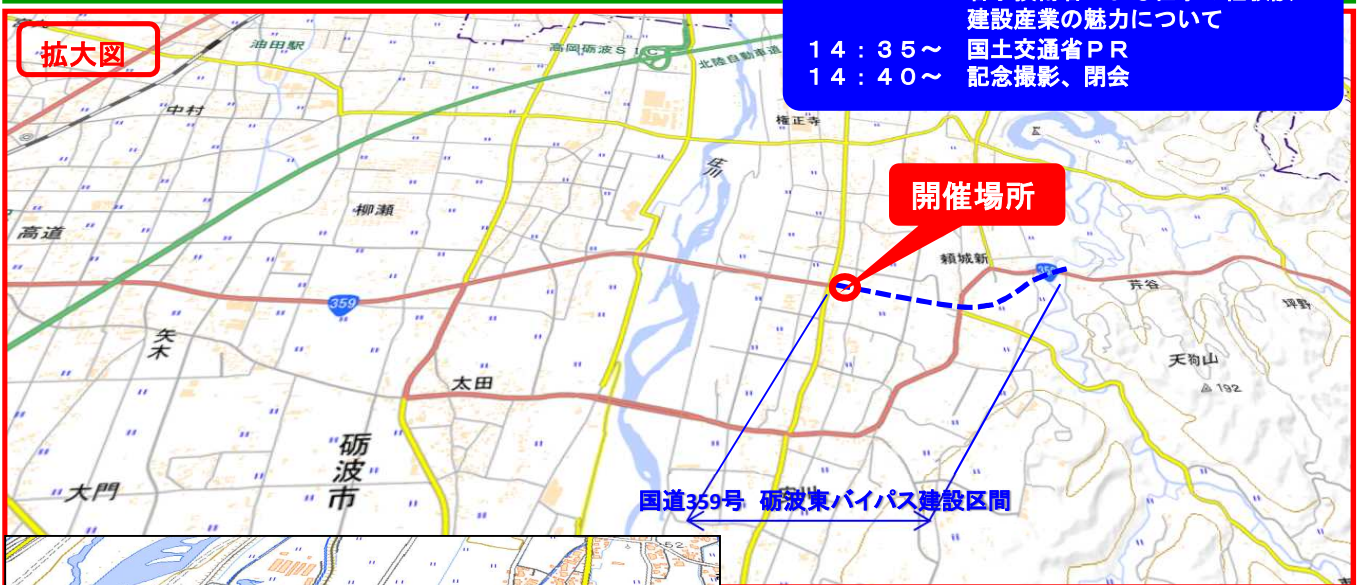 建設産業の魅力について
14:35~ 国土交通省PR
14:40~ 記念撮影、閉会
拡大図
油田駅
高岡砺波SIC
北陸自動車道
中村
権正寺
庄川
開催場所
柳瀬
高道
頼城新
359
芹谷
坪野
矢木
天狗山
192
太田
砺波市
大門
国道359号 砺波東バイパス建設区間